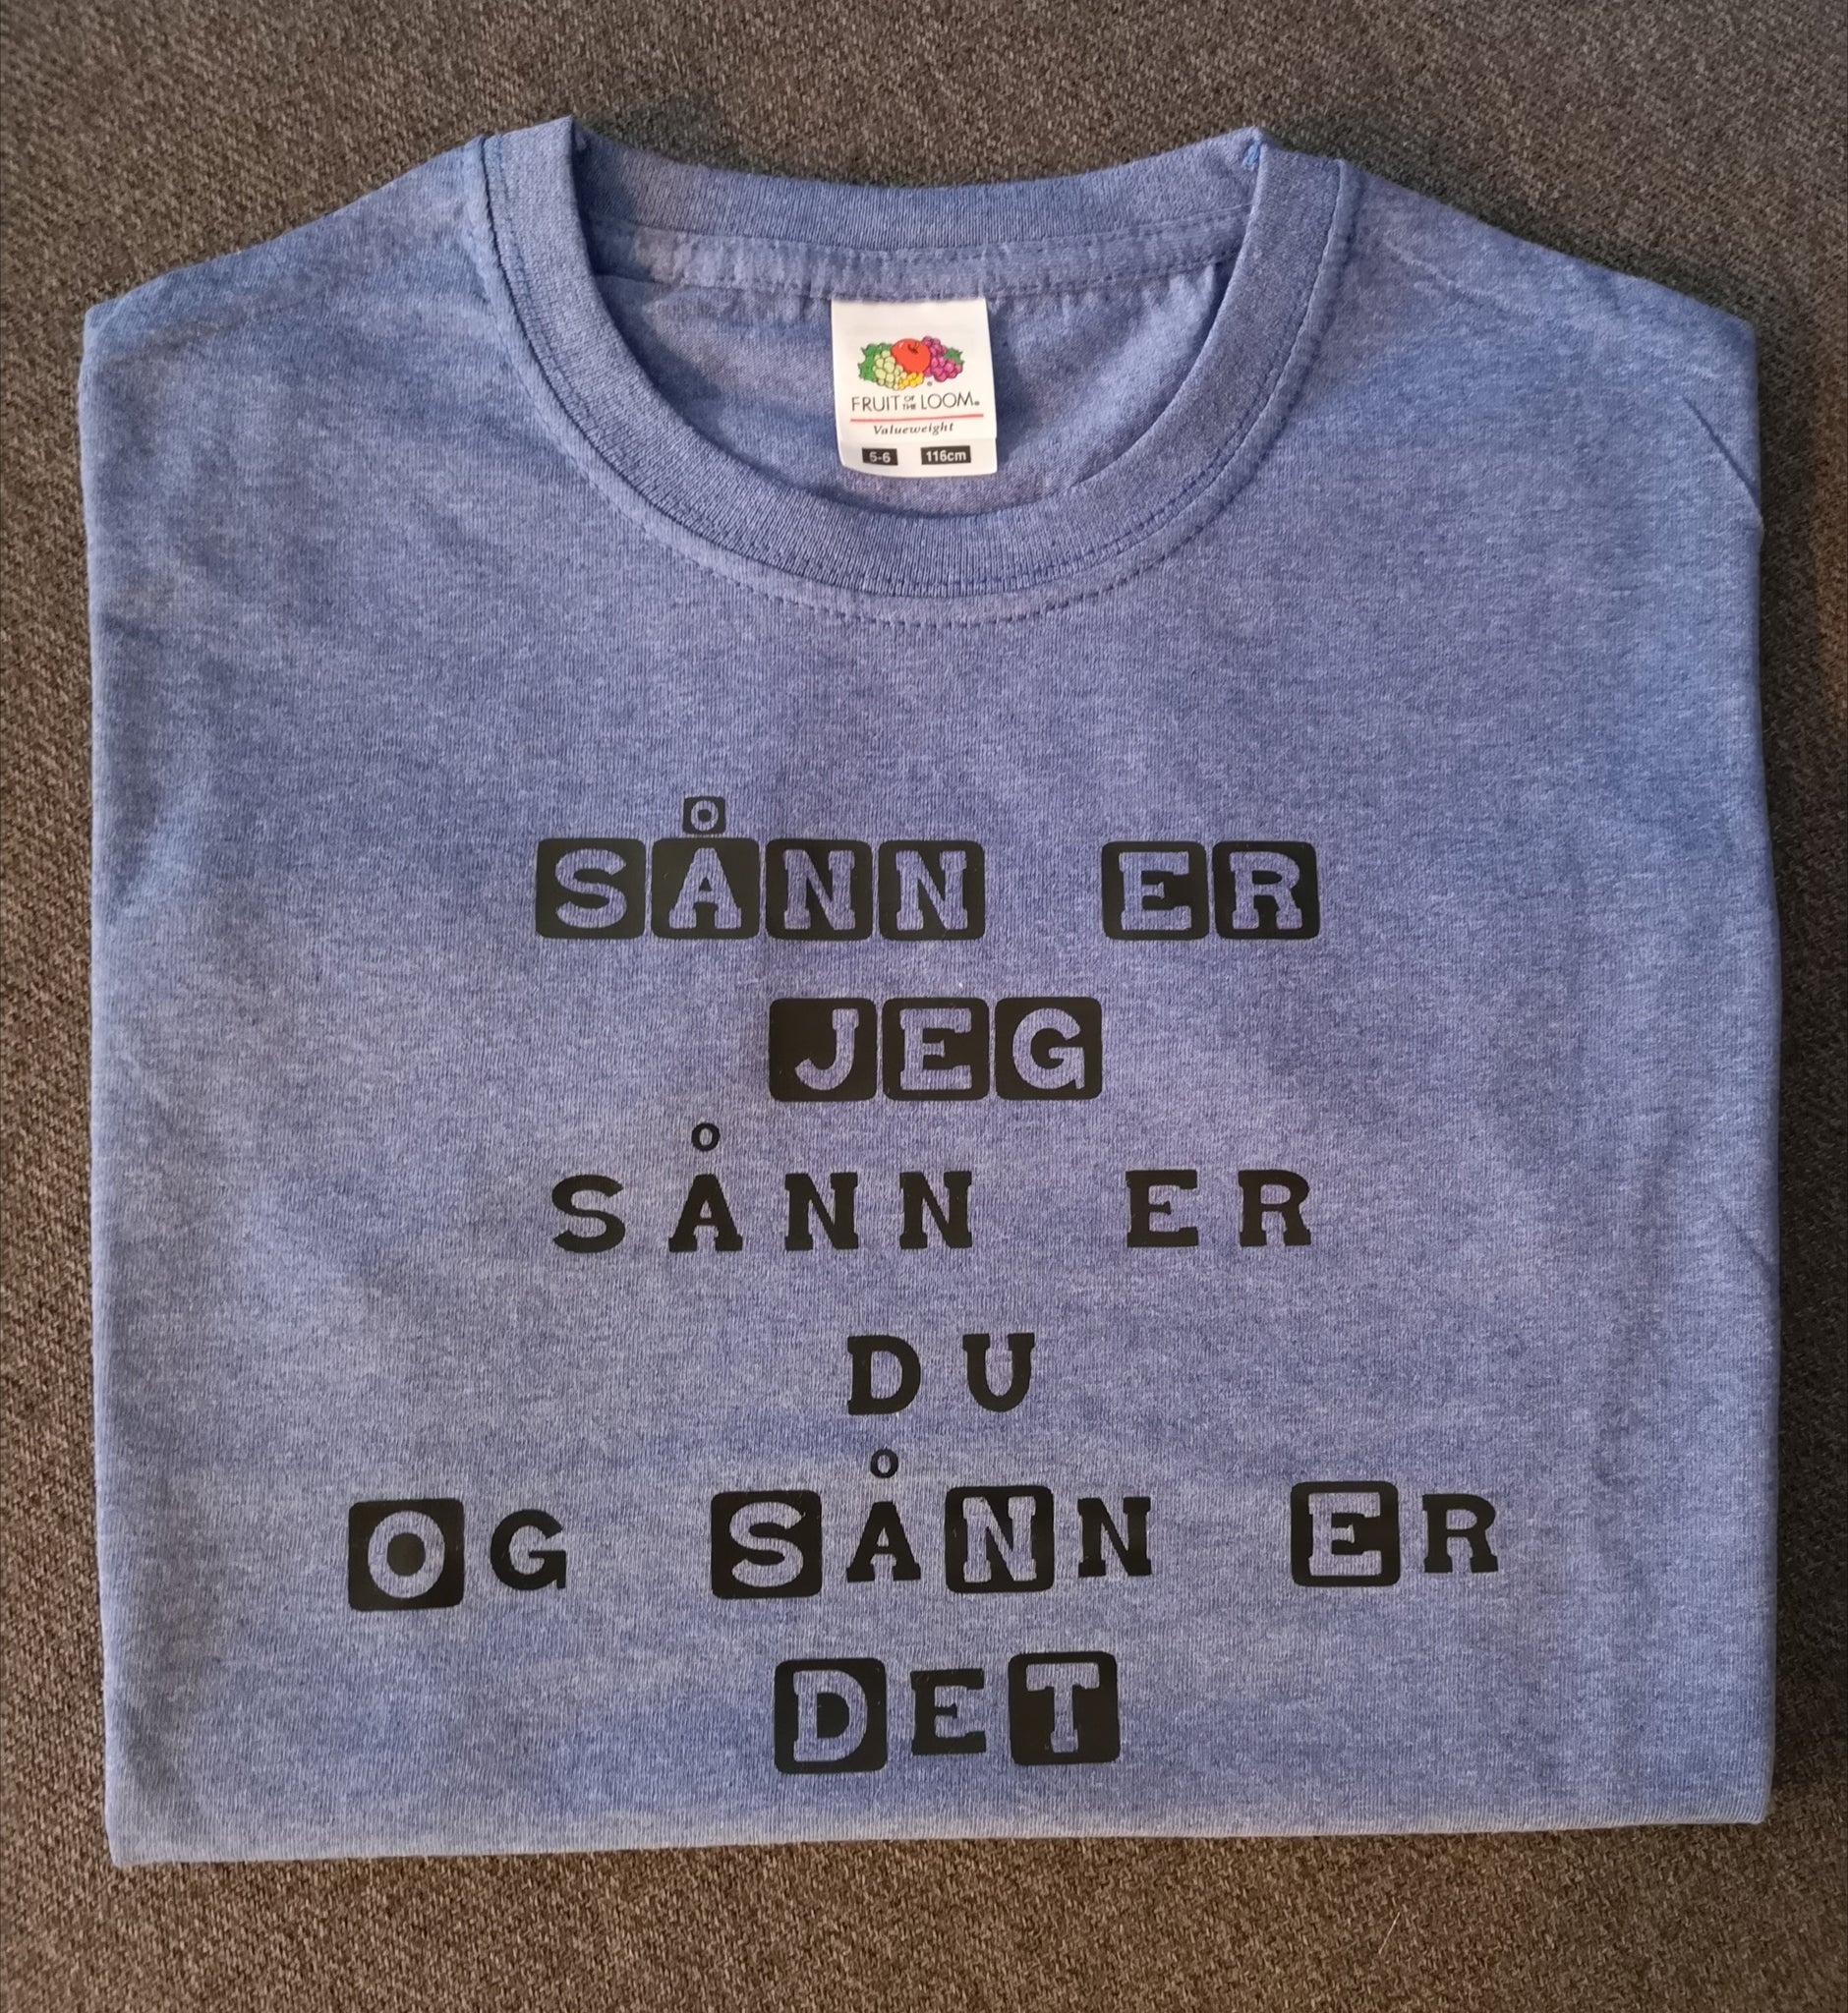 FRUIT OF THE LOOM®
Valueweight
5-6 116cm
SÅNN ER
JEG
SÅNN ER
DU
OG SÅNN ER
DET